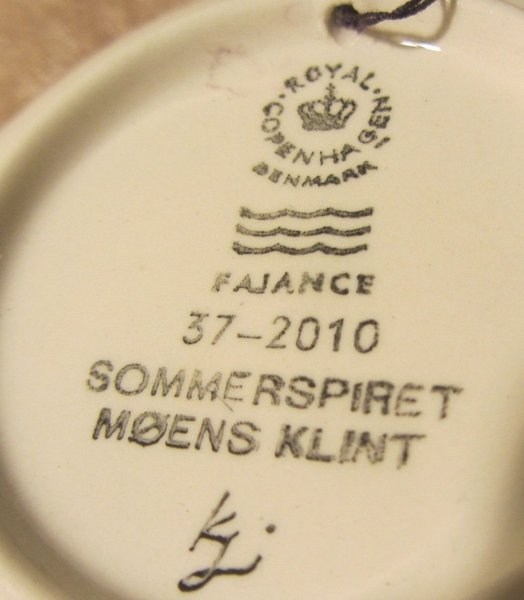 ROYAL
COPENHAGEN
DENMARK
FAJANCE
37-2010
SOMMERSPIRET
MØENS KLINT